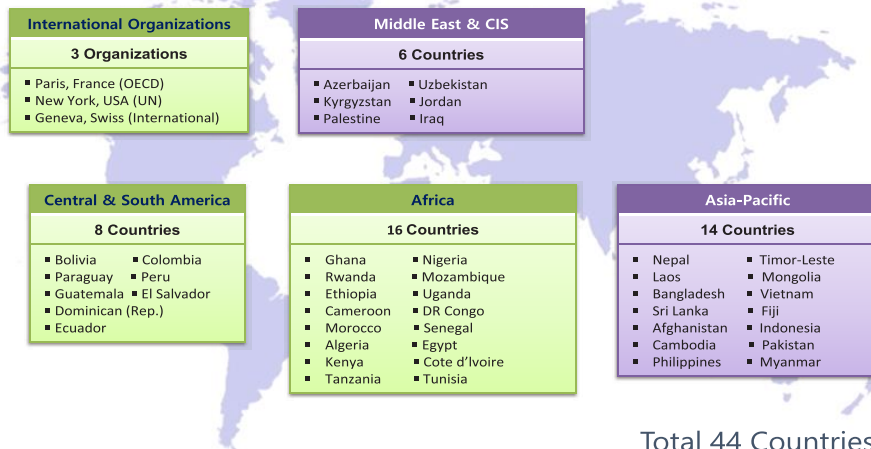 International Organizations
3 Organizations
▪ Paris, France (OECD)
▪ New York, USA (UN)
▪ Geneva, Swiss (International)
Middle East & CIS
6 Countries
▪ Azerbaijan ▪ Uzbekistan
▪ Kyrgyzstan ▪ Jordan
▪ Palestine ▪ Iraq
Central & South America
8 Countries
▪ Bolivia ▪ Colombia
▪ Paraguay ▪ Peru
▪ Guatemala ▪ El Salvador
▪ Dominican (Rep.)
▪ Ecuador
Africa
16 Countries
▪ Ghana ▪ Nigeria
▪ Rwanda ▪ Mozambique
▪ Ethiopia ▪ Uganda
▪ Cameroon ▪ DR Congo
▪ Morocco ▪ Senegal
▪ Algeria ▪ Egypt
▪ Kenya ▪ Cote d’Ivoire
▪ Tanzania ▪ Tunisia
Asia-Pacific
14 Countries
▪ Nepal ▪ Timor-Leste
▪ Laos ▪ Mongolia
▪ Bangladesh ▪ Vietnam
▪ Sri Lanka ▪ Fiji
▪ Afghanistan ▪ Indonesia
▪ Cambodia ▪ Pakistan
▪ Philippines ▪ Myanmar
Total 44 Countries